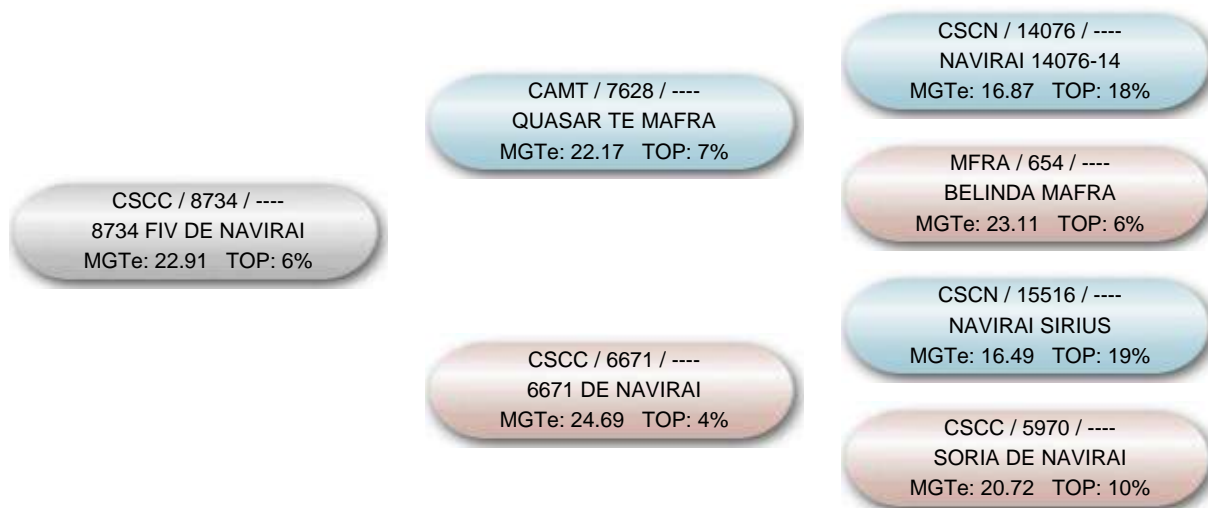 CSCC / 8734 / ----
8734 FIV DE NAVIRAI
MGTe: 22.91 TOP: 6%
CAMT / 7628 / ----
QUASAR TE MAFRA
MGTe: 22.17 TOP: 7%
CSCC / 6671 / ----
6671 DE NAVIRAI
MGTe: 24.69 TOP: 4%
CSCN / 14076 / ----
NAVIRAI 14076-14
MGTe: 16.87 TOP: 18%
MFRA / 654 / ----
BELINDA MAFRA
MGTe: 23.11 TOP: 6%
CSCN / 15516 / ----
NAVIRAI SIRIUS
MGTe: 16.49 TOP: 19%
CSCC / 5970 / ----
SORIA DE NAVIRAI
MGTe: 20.72 TOP: 10%